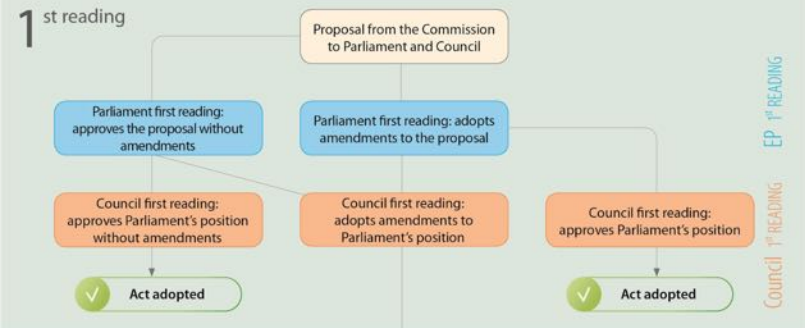 1st reading
Proposal from the Commission
to Parliament and Council
Parliament first reading:
approves the proposal without
amendments
Parliament first reading: adopts
amendments to the proposal
EP 1st READING
Council first reading:
approves Parliament's position
without amendments
Council first reading:
adopts amendments to
Parliament's position
Council first reading:
approves Parliament's position
Council 1st READING
Act adopted
Act adopted